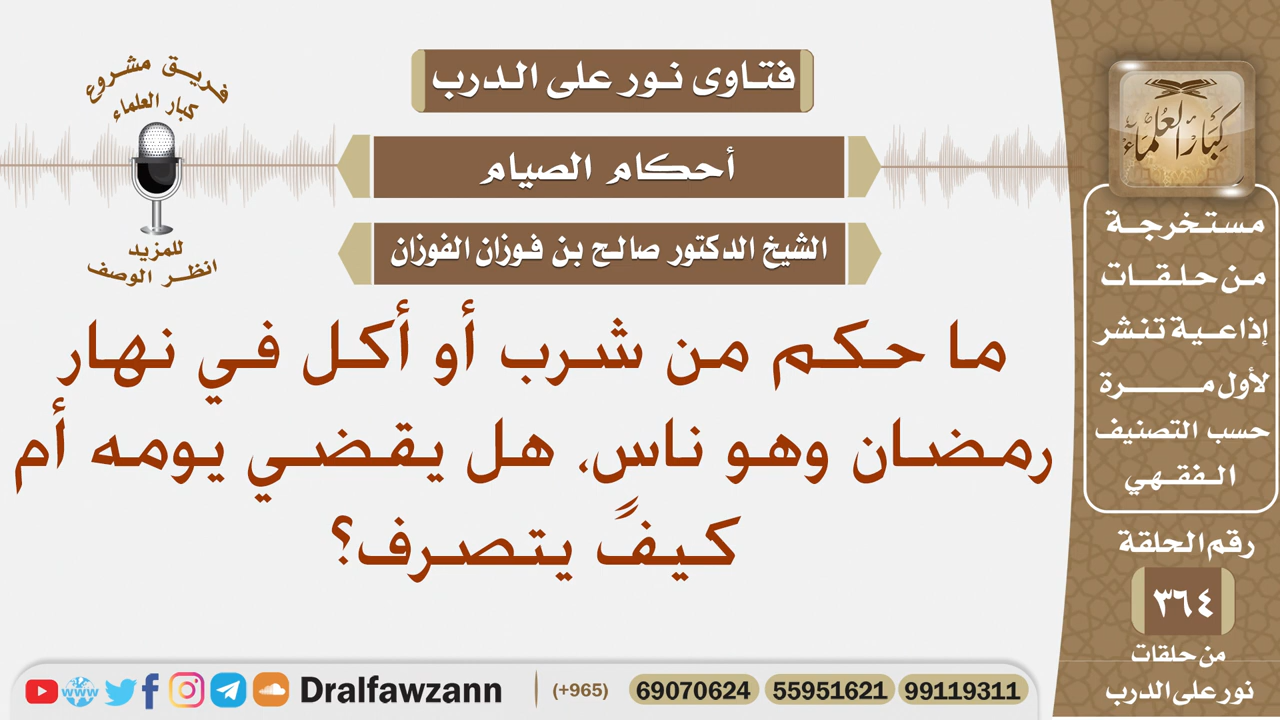 فريق مشروع
كبار العلماء
للمزيد
انظر الوصف
فتاوى نور على الدرب
أحكام الصيام
الشيخ الدكتور صالح بن فوزان الفوزان
ما حكم من شرب أو أكل في نهار
رمضان وهو ناسٍ، هل يقضي يومه أم
كيفً يتصرف؟
كبار العلماء
مستخرجة
من حلقات
إذاعية تنشر
لأول مرة
حسب التصنيف
الفقهي
رقم الحلقة
٣٦٤
من حلقات
نور على الدرب
www Dralfawzann (+965) 69070624 55951621 99119311